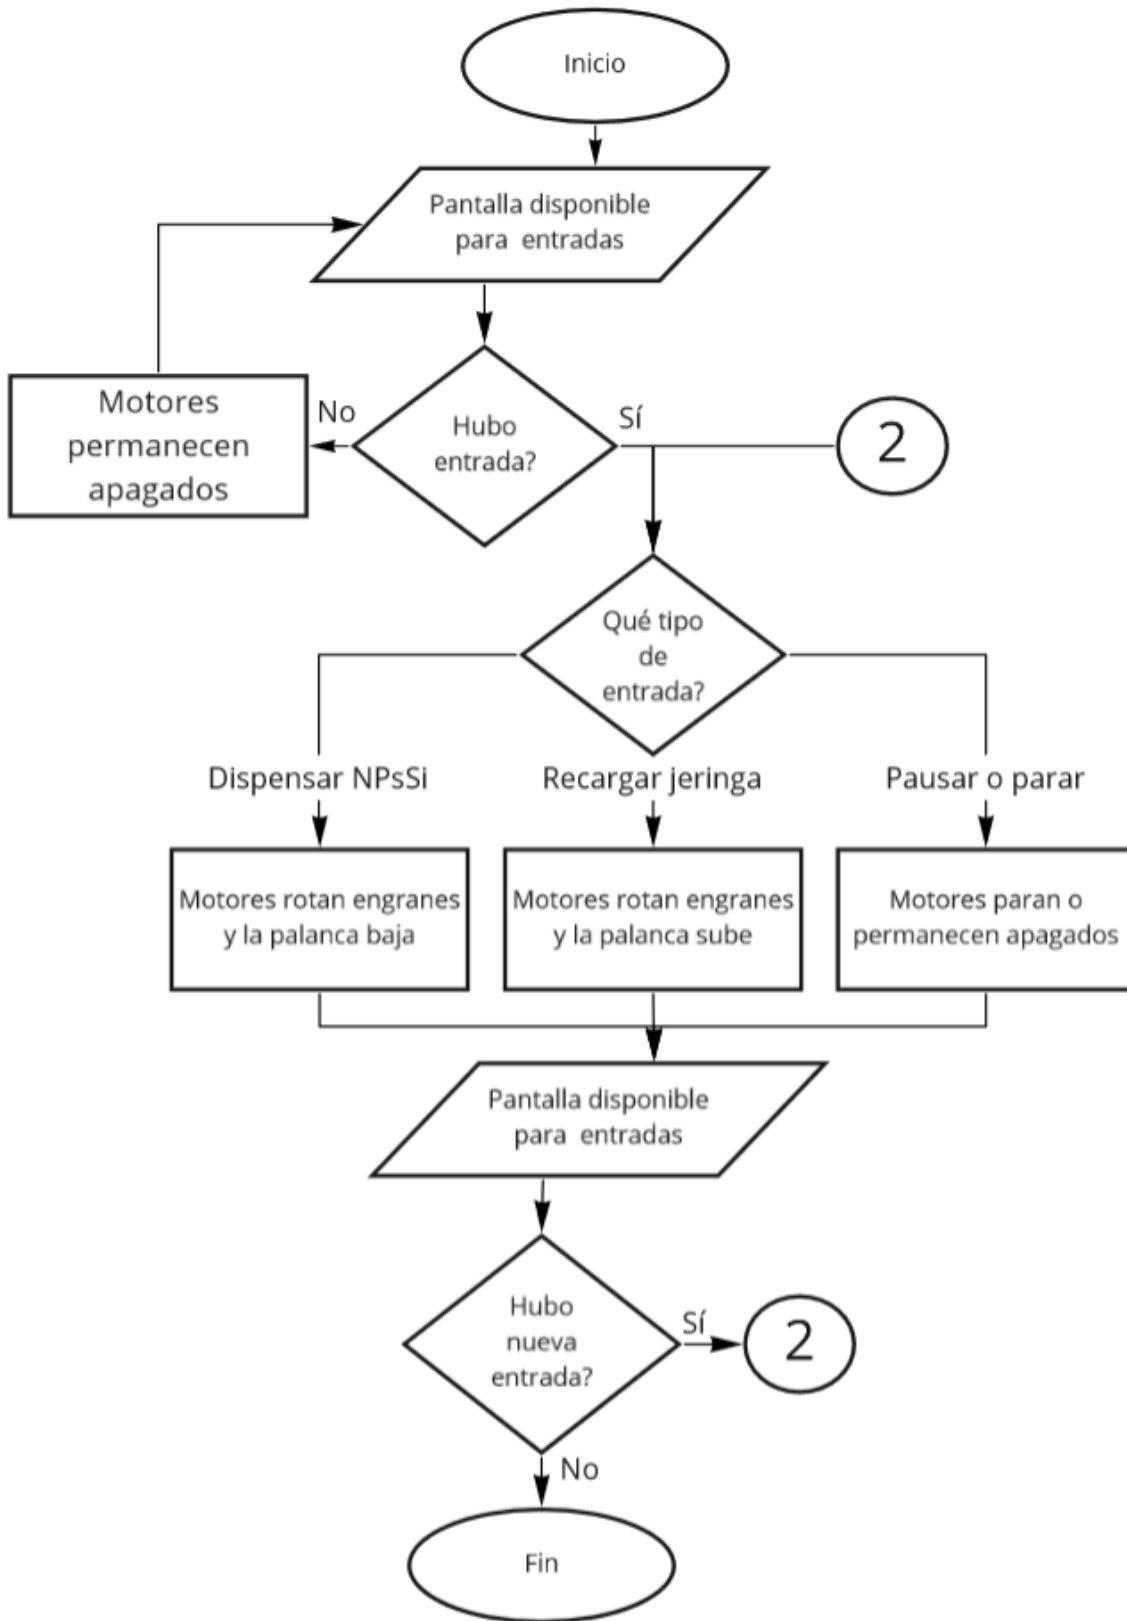 Inicio
Pantalla disponible
para entradas
Motores
permanecen
apagados
No
Hubo
entrada?
Sí
2
Qué tipo
de
entrada?
Dispensar NPsSi
Recargar jeringa
Pausar o parar
Motores rotan engranes
y la palanca baja
Motores rotan engranes
y la palanca sube
Motores paran o
permanecen apagados
Pantalla disponible
para entradas
Hubo
nueva
entrada?
Sí
2
No
Fin